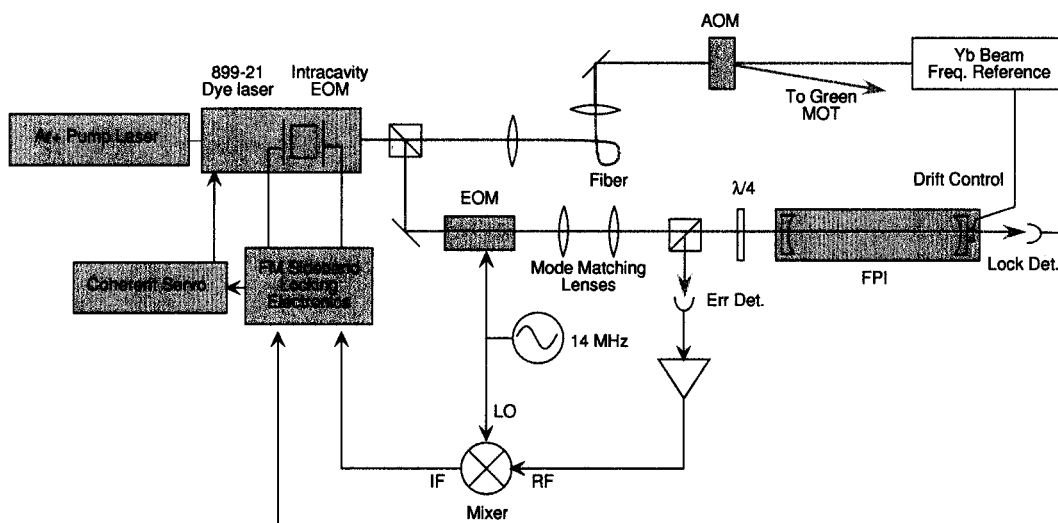 AOM
899-21
Dye laser
Intracavity
EOM
Yb Beam
Freq. Reference
To Green
MOT
Ar+ Pump Laser
Fiber
Drift Control
EOM
λ/4
Mode Matching
Lenses
FPI
Lock Det.
Coherent Servo
FM Sideband
Locking
Electronics
Err Det.
14 MHz
LO
IF
RF
Mixer